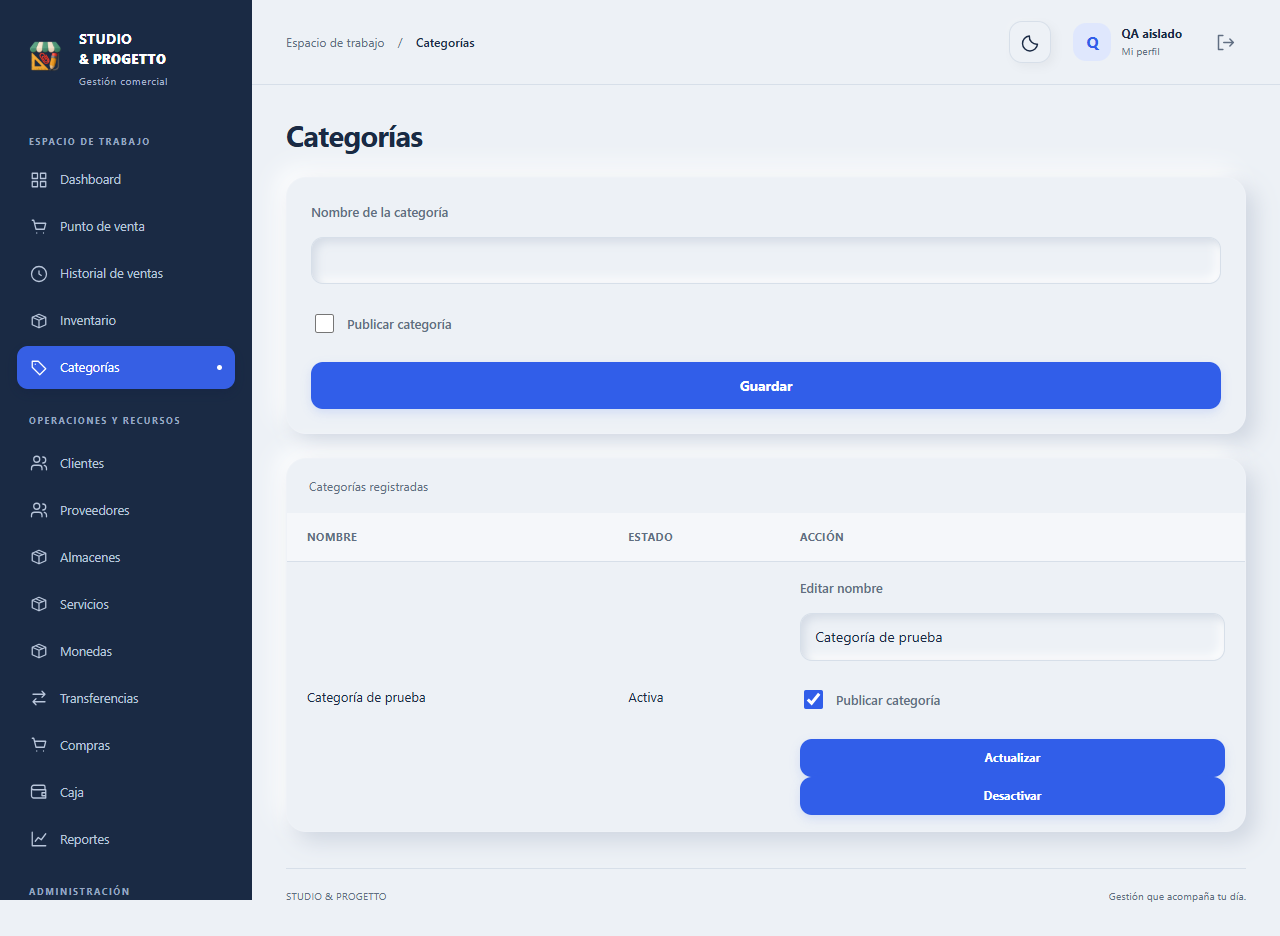 STUDIO
& PROGETTO
Gestión comercial
ESPACIO DE TRABAJO
Dashboard
Punto de venta
Historial de ventas
Inventario
Categorías
OPERACIONES Y RECURSOS
Clientes
Proveedores
Almacenes
Servicios
Monedas
Transferencias
Compras
Caja
Reportes
ADMINISTRACIÓN
Espacio de trabajo / Categorías
Q
QA aislado
Mi perfil
Categorías
Nombre de la categoría
Publicar categoría
Guardar
Categorías registradas
NOMBRE ESTADO ACCIÓN
Editar nombre
Categoría de prueba
Categoría de prueba Activa
Publicar categoría
Actualizar
Desactivar
STUDIO & PROGETTO
Gestión que acompaña tu día.